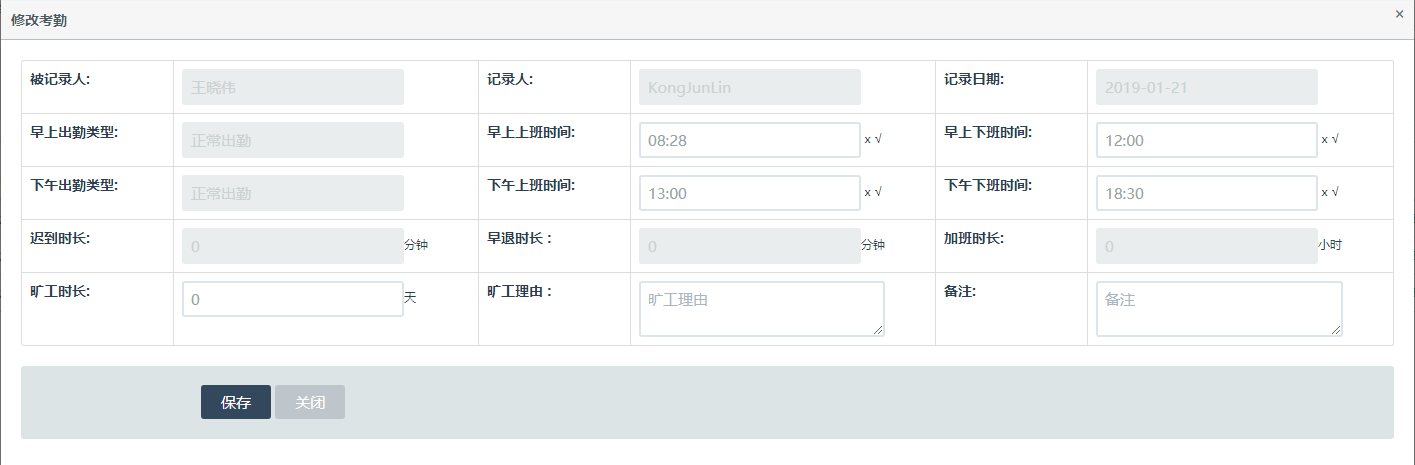 修改考勤 ×
被记录人: 王晓伟 记录人: KongJunLin 记录日期: 2019-01-21
早上出勤类型: 正常出勤 早上上班时间: 08:28 x √ 早上下班时间: 12:00 x √
下午出勤类型: 正常出勤 下午上班时间: 13:00 x √ 下午下班时间: 18:30 x √
迟到时长: 0 分钟 早退时长： 0 分钟 加班时长: 0 小时
旷工时长: 0 天 旷工理由： 旷工理由 备注: 备注
保存 关闭